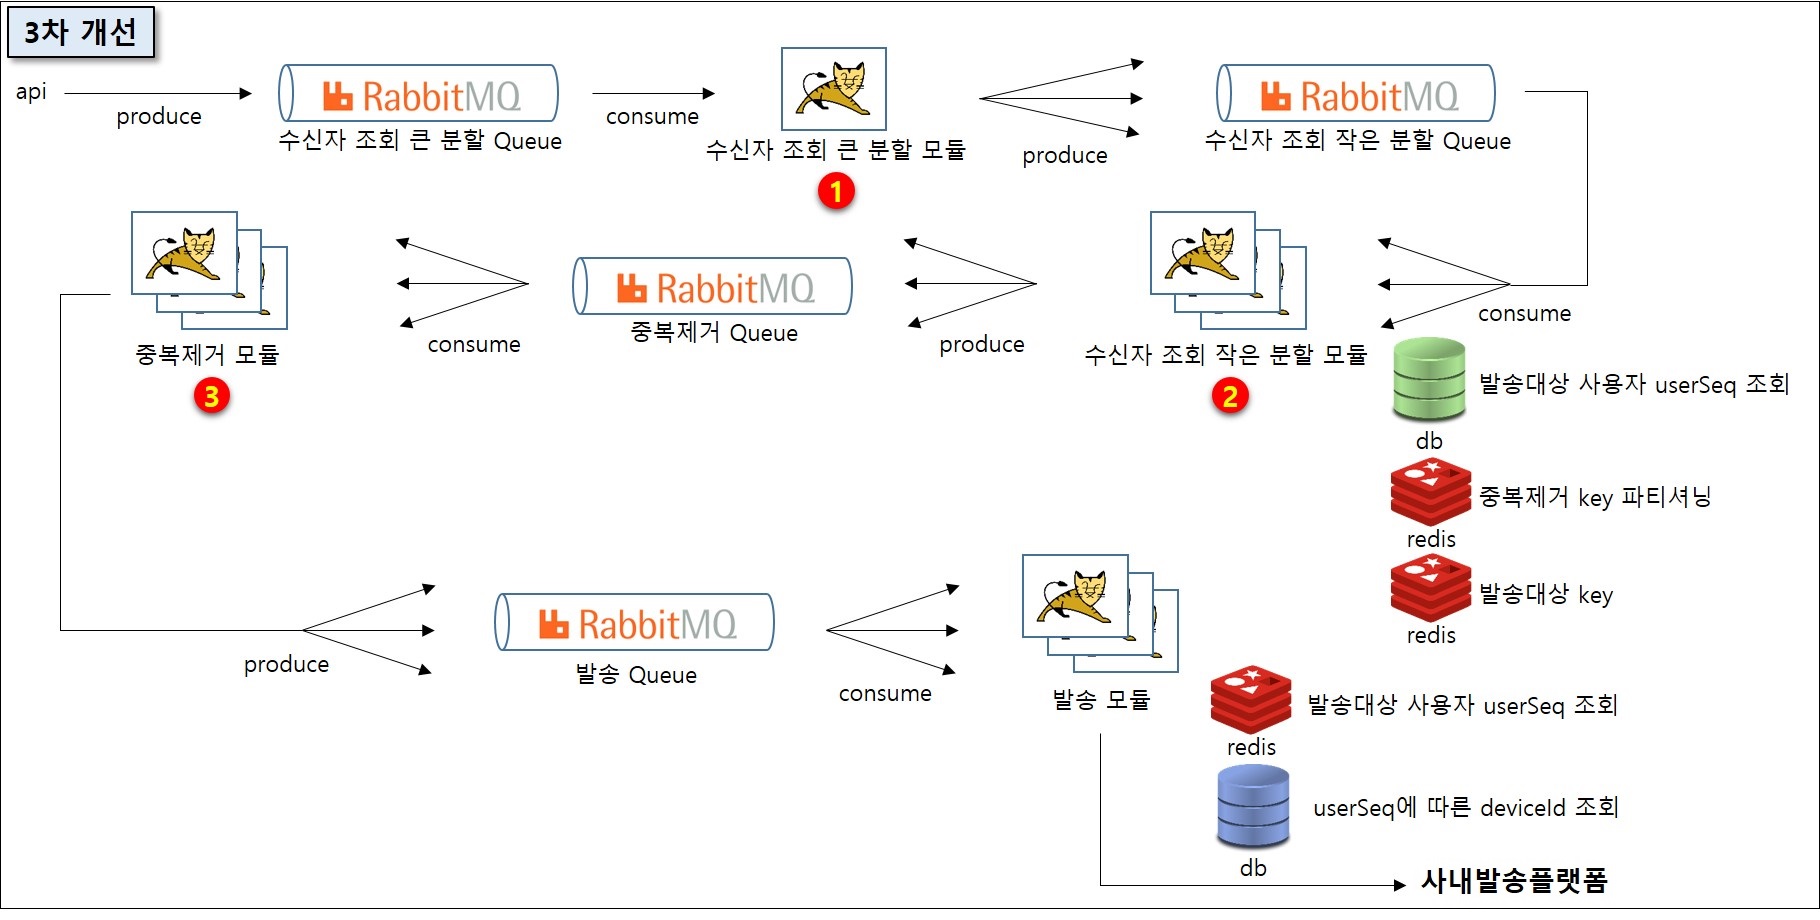 3차 개선
api
produce
RabbitMQ
수신자 조회 큰 분할 Queue
consume
수신자 조회 큰 분할 모듈
1
produce
RabbitMQ
수신자 조회 작은 분할 Queue
consume
수신자 조회 작은 분할 모듈
2
db
발송대상 사용자 userSeq 조회
redis
중복제거 key 파티셔닝
redis
발송대상 key
produce
RabbitMQ
중복제거 Queue
consume
중복제거 모듈
3
produce
RabbitMQ
발송 Queue
consume
발송 모듈
redis
발송대상 사용자 userSeq 조회
db
userSeq에 따른 deviceId 조회
사내발송플랫폼